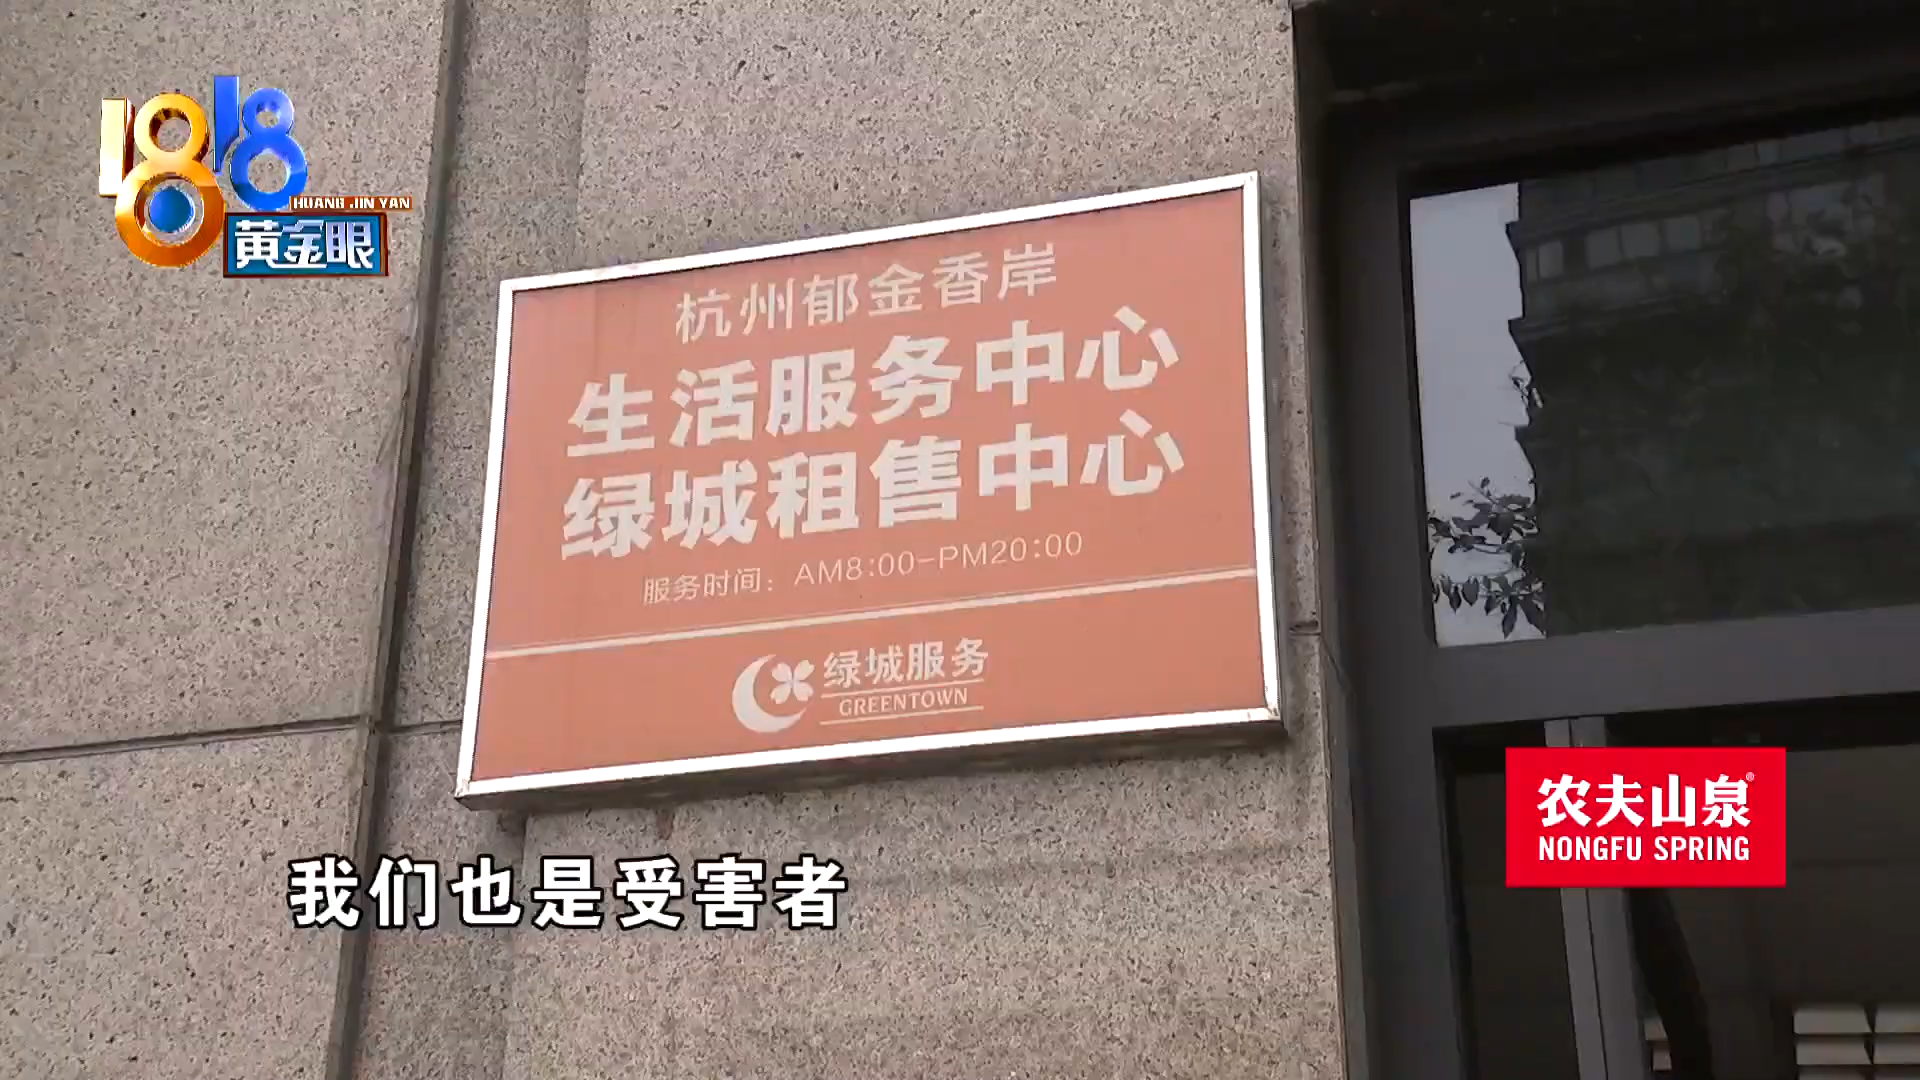 1818
HUANG JIN YAN
黄金眼
杭州郁金香岸
生活服务中心
绿城租售中心
服务时间：AM8:00-PM20:00
绿城服务
GREENTOWN
农夫山泉®
NONGFU SPRING
我们也是受害者